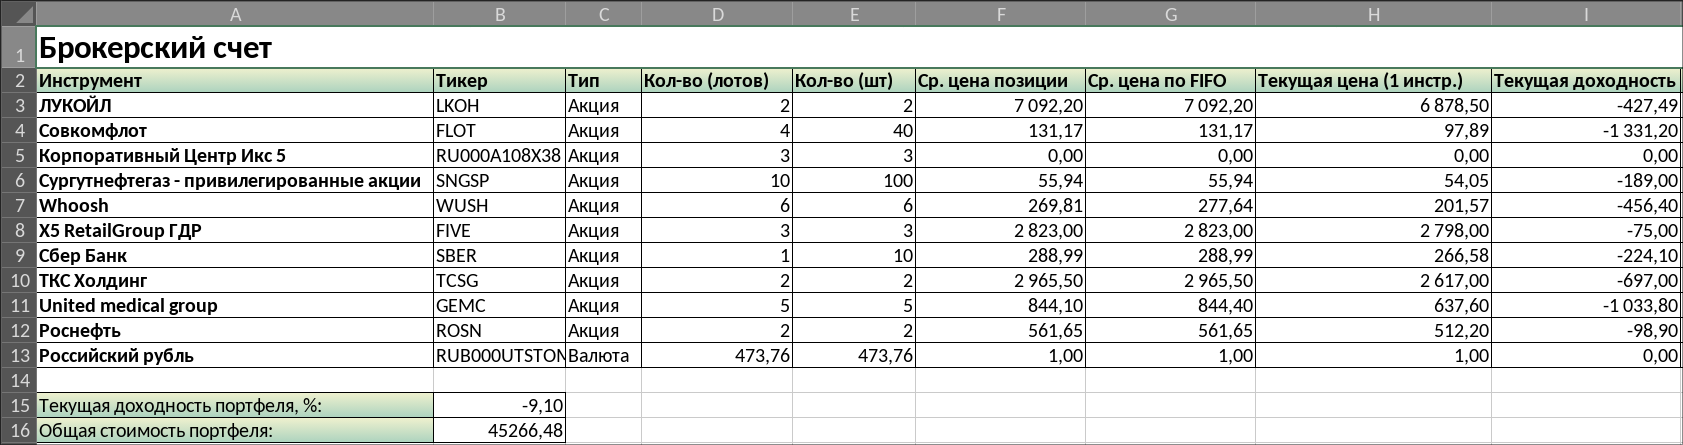 A B C D E F G H I
1 Брокерский счет
2 Инструмент Тикер Тип Кол-во (лотов) Кол-во (шт) Ср. цена позиции Ср. цена по FIFO Текущая цена (1 инстр.) Текущая доходность
3 ЛУКОЙЛ LKOH Акция 2 2 7 092,20 7 092,20 6 878,50 -427,49
4 Совкомфлот FLOT Акция 4 40 131,17 131,17 97,89 -1 331,20
5 Корпоративный Центр Икс 5 RU000A108X38 Акция 3 3 0,00 0,00 0,00 0,00
6 Сургутнефтегаз - привилегированные акции SNGSP Акция 10 100 55,94 55,94 54,05 -189,00
7 Whoosh WUSH Акция 6 6 269,81 277,64 201,57 -456,40
8 X5 RetailGroup ГДР FIVE Акция 3 3 2 823,00 2 823,00 2 798,00 -75,00
9 Сбер Банк SBER Акция 1 10 288,99 288,99 266,58 -224,10
10 ТКС Холдинг TCSG Акция 2 2 2 965,50 2 965,50 2 617,00 -697,00
11 United medical group GEMC Акция 5 5 844,10 844,40 637,60 -1 033,80
12 Роснефть ROSN Акция 2 2 561,65 561,65 512,20 -98,90
13 Российский рубль RUB000UTSTOM Валюта 473,76 473,76 1,00 1,00 1,00 0,00
14
15 Текущая доходность портфеля, %: -9,10
16 Общая стоимость портфеля: 45266,48